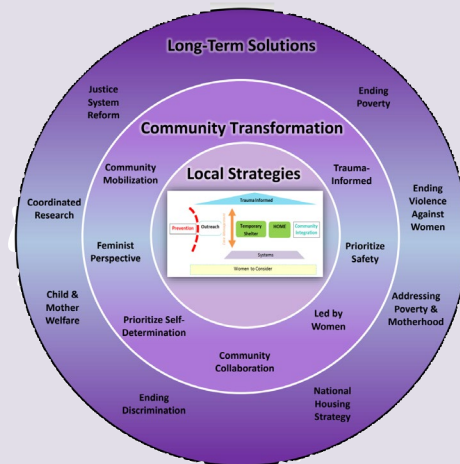 Long-Term Solutions
Justice
System
Reform
Ending
Poverty
Community Transformation
Community
Mobilization
Trauma-
Informed
Local Strategies
Coordinated
Research
Ending
Violence
Against
Women
TraumaInformed
Prevention
Outreach
Temporary
Shelter
HOME
Community
Integration
Systems
Women to Consider
Feminist
Perspective
Prioritize
Safety
Child &
Mother
Welfare
Addressing
Poverty &
Motherhood
Prioritize Self-
Determination
Led by
Women
Community
Collaboration
Ending
Discrimination
National
Housing
Strategy